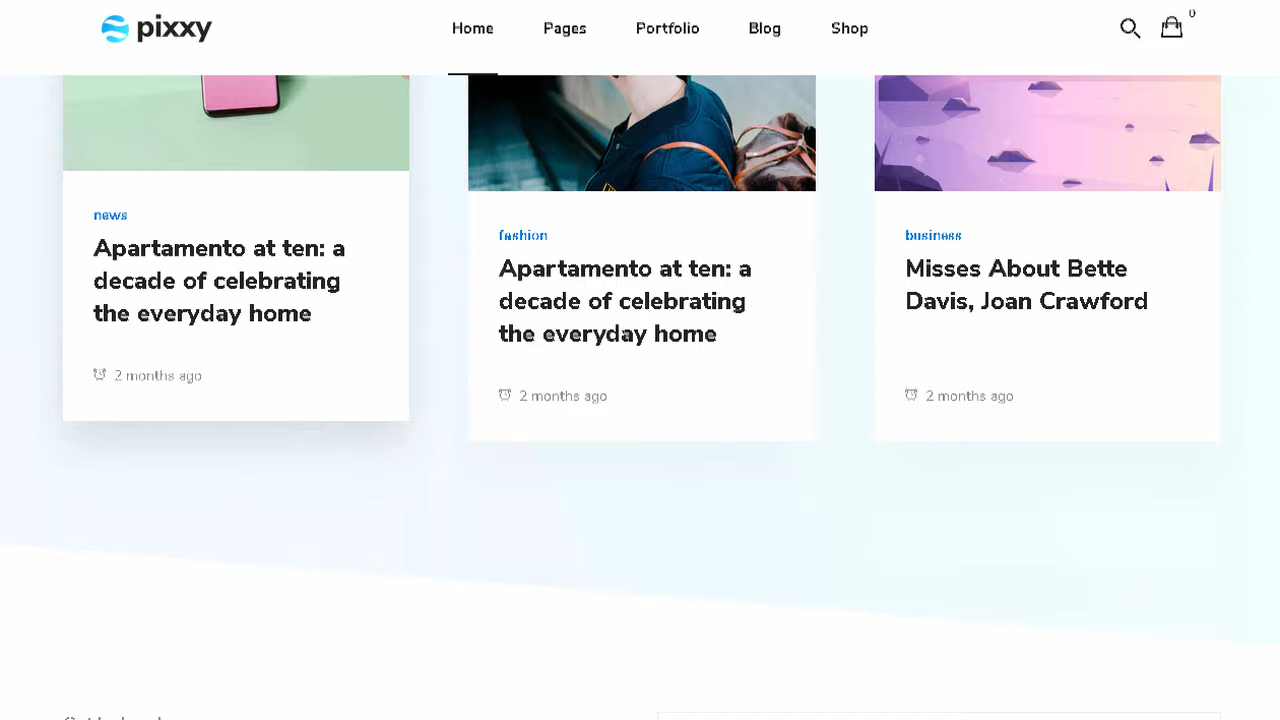 pixxy
Home Pages Portfolio Blog Shop
0
news
Apartamento at ten: a
decade of celebrating
the everyday home
2 months ago
fashion
Apartamento at ten: a
decade of celebrating
the everyday home
2 months ago
business
Misses About Bette
Davis, Joan Crawford
2 months ago